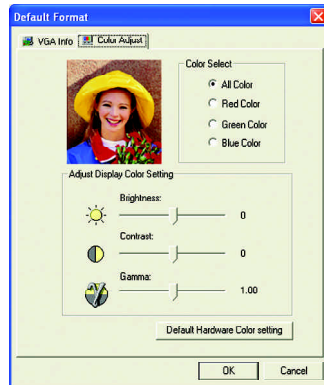 Default Format
VGA Info
Color Adjust
Color Select
All Color
Red Color
Green Color
Blue Color
Adjust Display Color Setting
Brightness:
0
Contrast:
0
Gamma:
1.00
Default Hardware Color setting
OK
Cancel